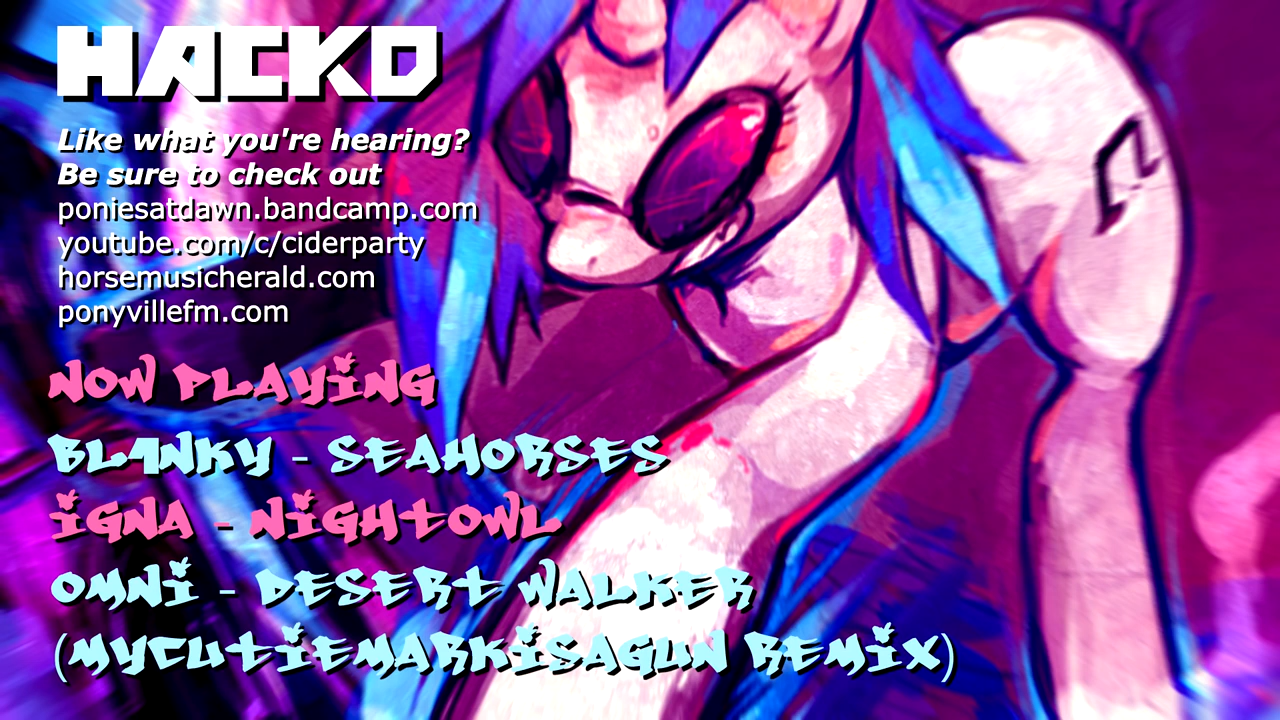 HACKD
Like what you're hearing?
Be sure to check out
poniesatdawn.bandcamp.com
youtube.com/c/ciderparty
horsemusicherald.com
ponyvillefm.com
NOW PLAYiNG
BL4NKY - SEAHORSES
iGNA - NiGHtOWL
OMNi - DESERt WALKER
(MYCUtiEMARKiSAGUN REMiX)